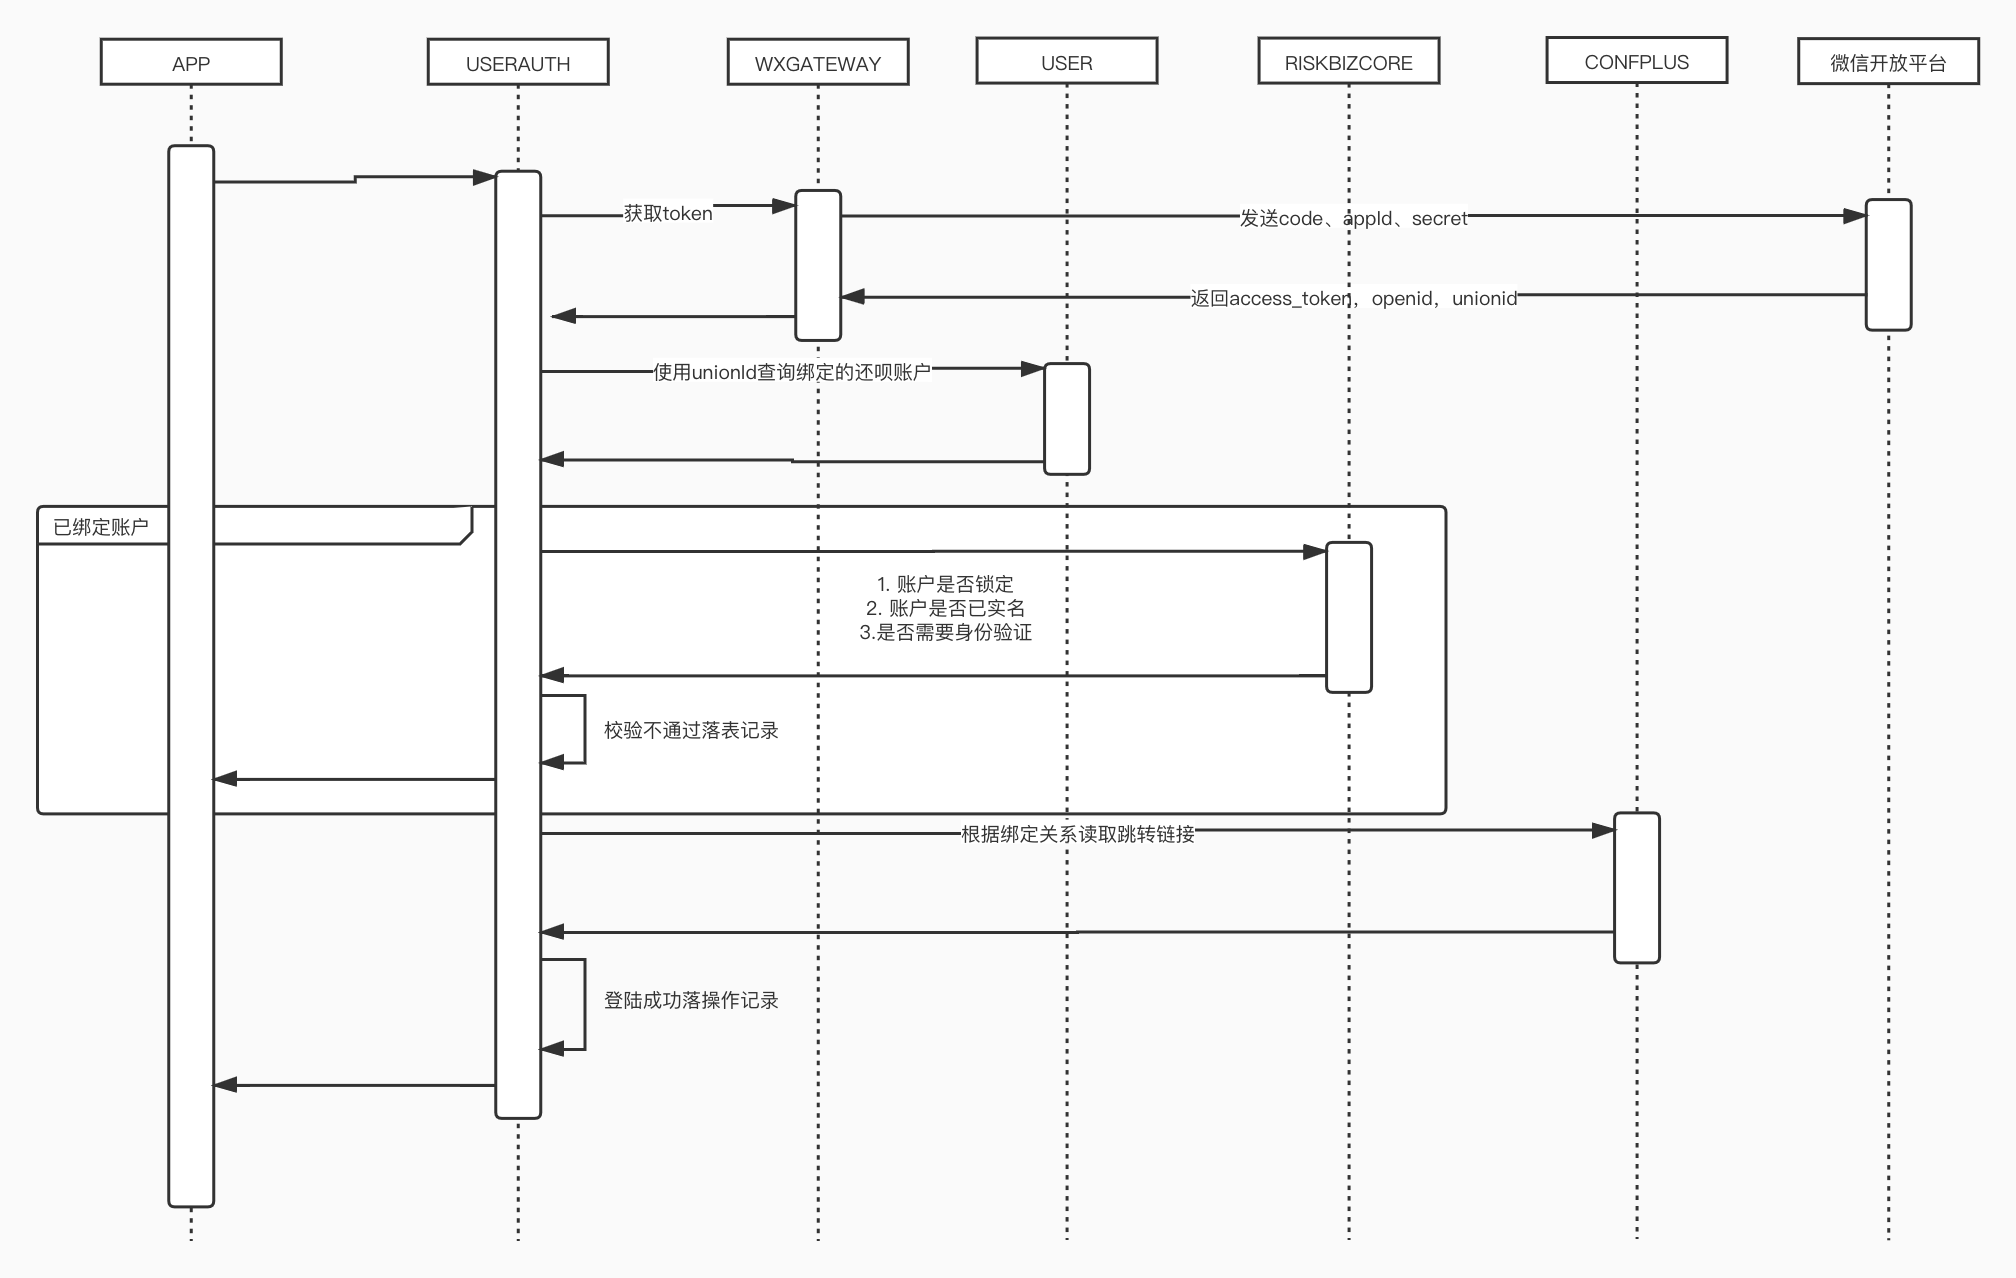 APP
USERAUTH
WXGATEWAY
USER
RISKBIZCORE
CONFPLUS
微信开放平台
获取token
发送code、appId、secret
返回access_token，openid，unionid
使用unionId查询绑定的还呗账户
已绑定账户
1. 账户是否锁定
2. 账户是否已实名
3.是否需要身份验证
校验不通过落表记录
根据绑定关系读取跳转链接
登陆成功落操作记录